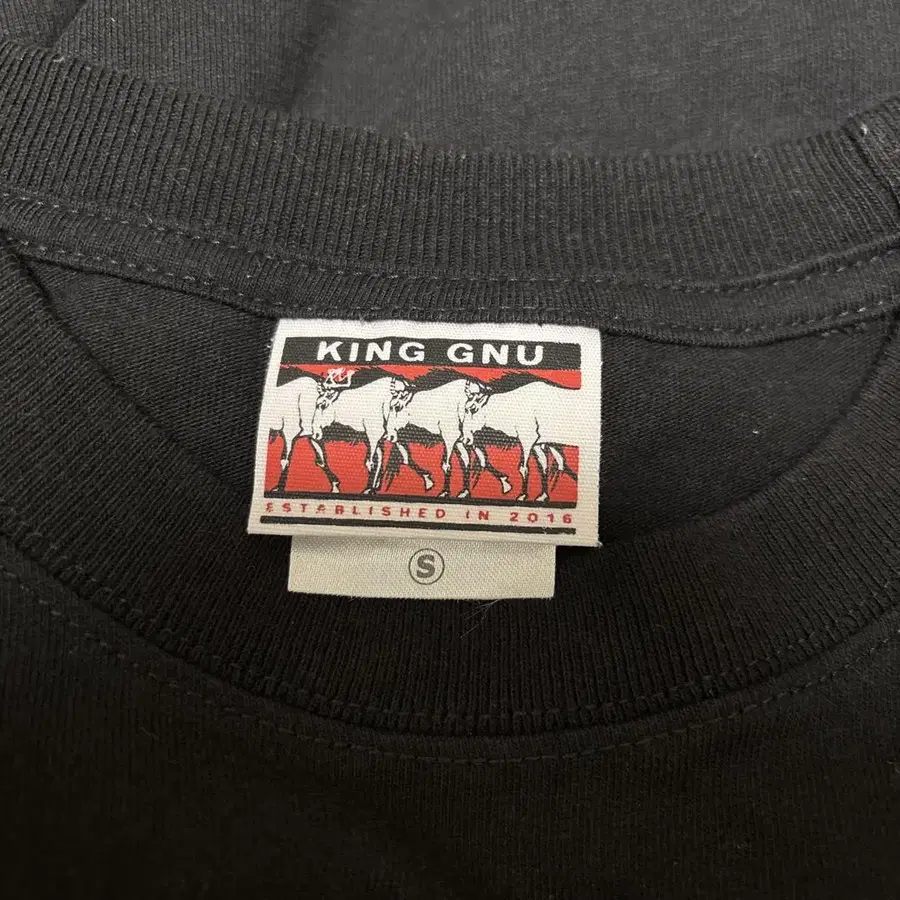 KING GNU
ESTABLISHED IN 2016
S